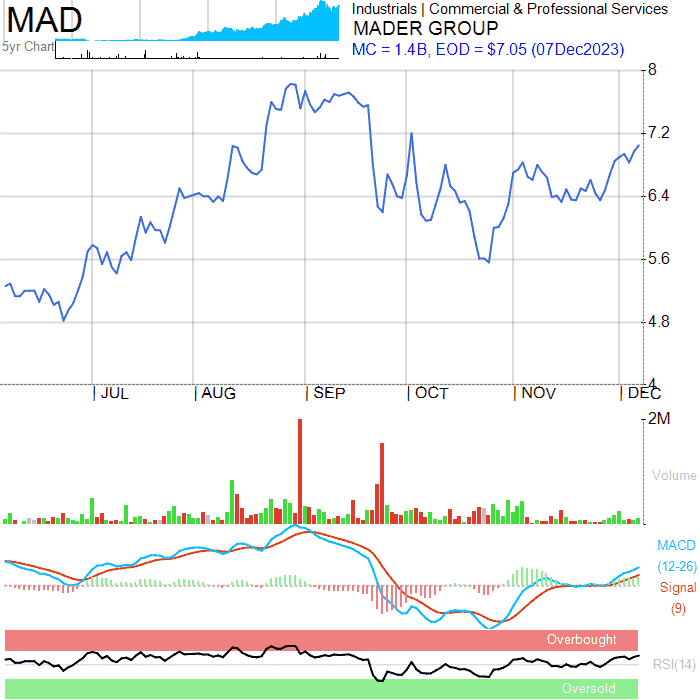 MAD
5yr Chart
Industrials | Commercial & Professional Services
MADER GROUP
MC = 1.4B, EOD = $7.05 (07Dec2023)
8
7.2
6.4
5.6
4.8
4
JUL
AUG
SEP
OCT
NOV
DEC
2M
Volume
MACD
(12-26)
Signal
(9)
Overbought
RSI(14)
Oversold